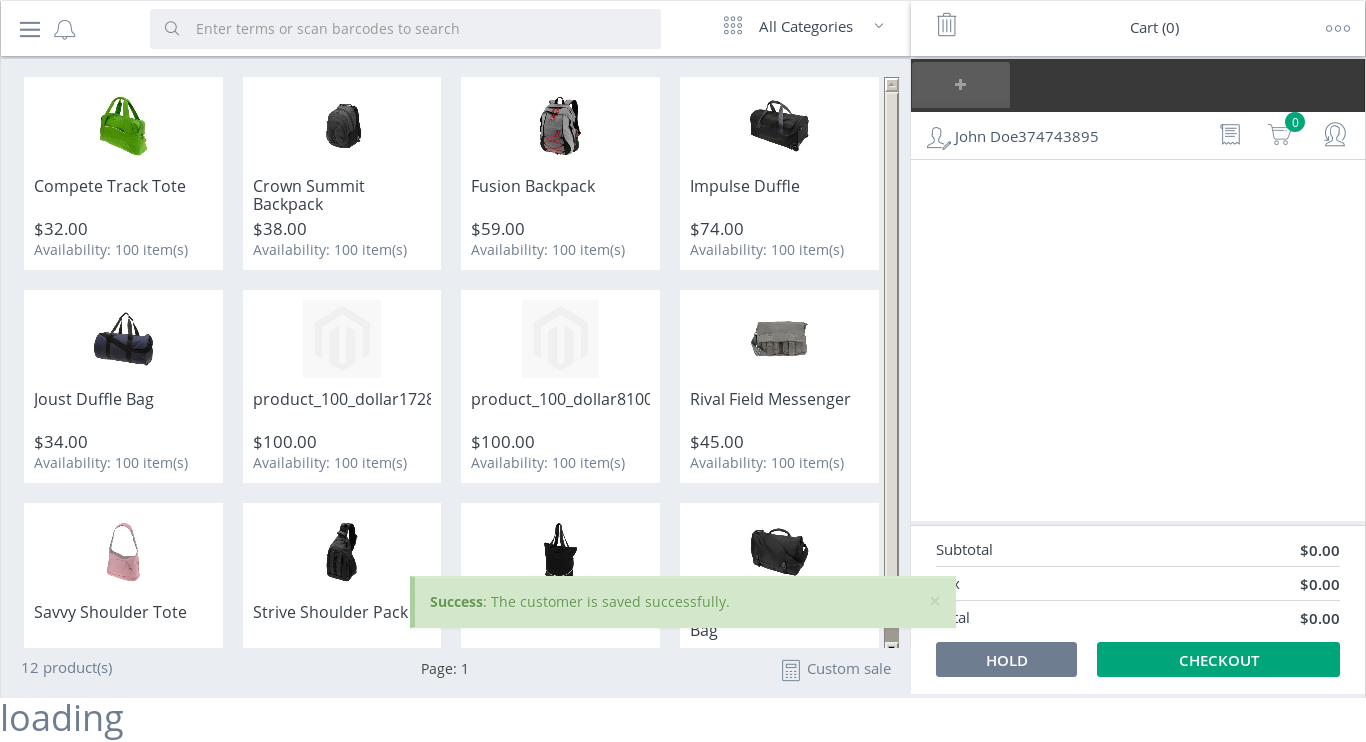 Enter terms or scan barcodes to search
All Categories
Cart (0)
+
John Doe374743895
0
Compete Track Tote
$32.00
Availability: 100 item(s)
Crown Summit
Backpack
$38.00
Availability: 100 item(s)
Fusion Backpack
$59.00
Availability: 100 item(s)
Impulse Duffle
$74.00
Availability: 100 item(s)
Joust Duffle Bag
$34.00
Availability: 100 item(s)
product_100_dollar1728
$100.00
Availability: 100 item(s)
product_100_dollar8100
$100.00
Availability: 100 item(s)
Rival Field Messenger
$45.00
Availability: 100 item(s)
Savvy Shoulder Tote
Strive Shoulder Pack
Bag
Success: The customer is saved successfully.
×
Subtotal
$0.00
x
$0.00
tal
$0.00
HOLD
CHECKOUT
12 product(s)
Page: 1
Custom sale
loading